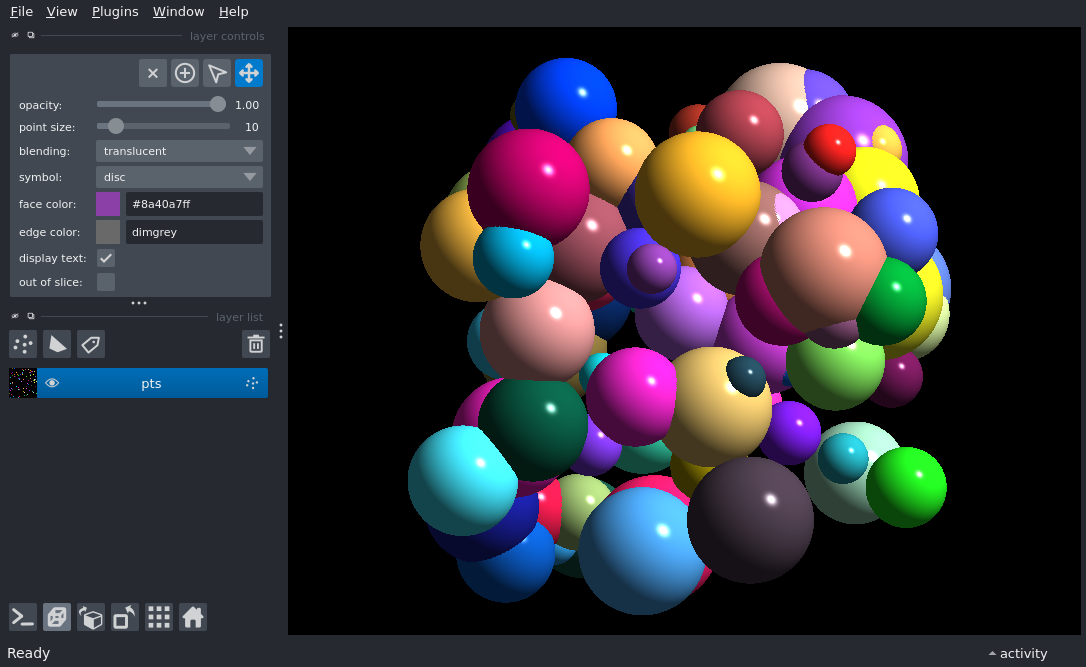 File View Plugins Window Help
layer controls
opacity: 1.00
point size: 10
blending: translucent
symbol: disc
face color: #8a40a7ff
edge color: dimgrey
display text:
out of slice:
layer list
pts
Ready
activity